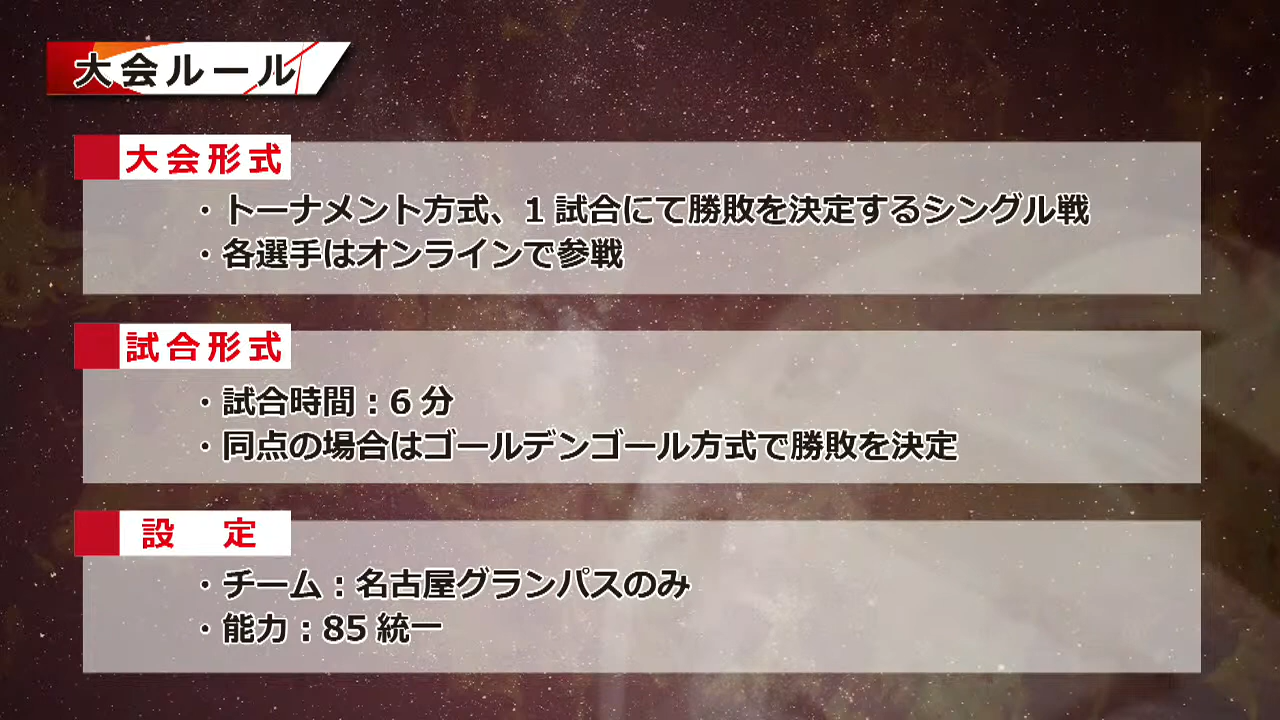 大会ルール
大会形式
・トーナメント方式、1試合にて勝敗を決定するシングル戦
・各選手はオンラインで参戦
試合形式
・試合時間：6分
・同点の場合はゴールデンゴール方式で勝敗を決定
設　定
・チーム：名古屋グランパスのみ
・能力：85統一